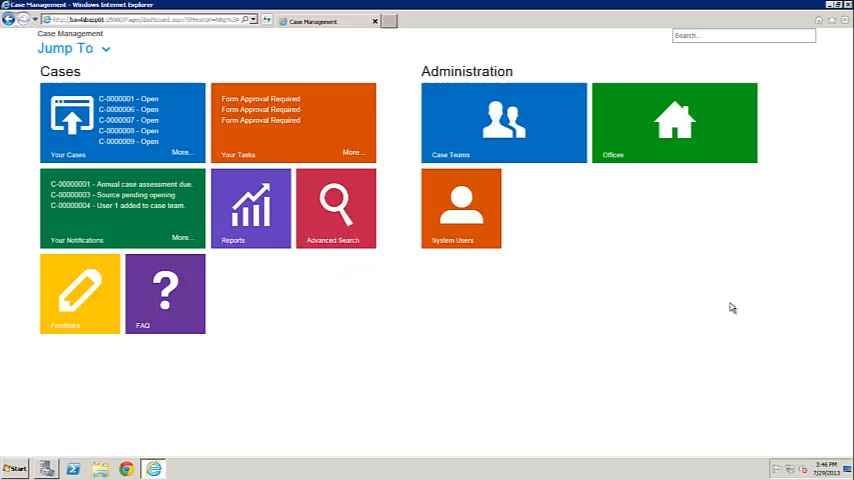 Case Management - Windows Internet Explorer
Case Management
Case Management
Jump To
Search...
Cases
Administration
C-0000001 - Open
C-0000006 - Open
C-0000007 - Open
C-0000008 - Open
C-0000009 - Open
More...
Your Cases
Form Approval Required
Form Approval Required
Form Approval Required
More...
Your Tasks
Case Teams
Offices
C-00000001 - Annual case assessment due.
C-00000003 - Source pending opening.
C-00000004 - User 1 added to case team.
More...
Your Notifications
Reports
Advanced Search
System Users
Feedback
FAQ
Start
3:46 PM
7/29/2013